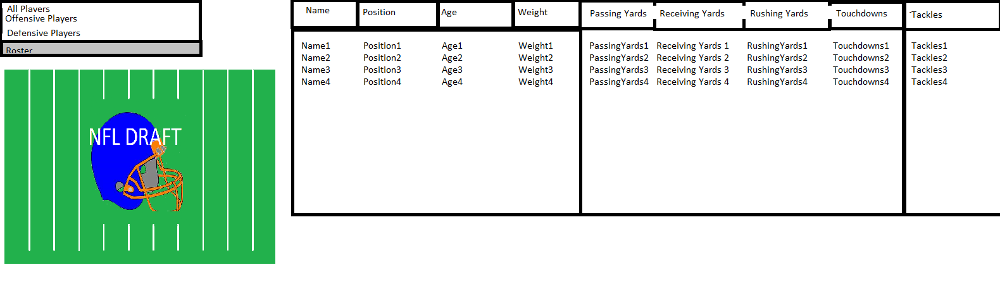 All Players
Offensive Players
Defensive Players
Roster
NFL DRAFT
Name Position Age Weight Passing Yards Receiving Yards Rushing Yards Touchdowns Tackles
Name1 Position1 Age1 Weight1 PassingYards1 Receiving Yards 1 RushingYards1 Touchdowns1 Tackles1
Name2 Position2 Age2 Weight2 PassingYards2 Receiving Yards 2 RushingYards2 Touchdowns2 Tackles2
Name3 Position3 Age3 Weight3 PassingYards3 Receiving Yards 3 RushingYards3 Touchdowns3 Tackles3
Name4 Position4 Age4 Weight4 PassingYards4 Receiving Yards 4 RushingYards4 Touchdowns4 Tackles4